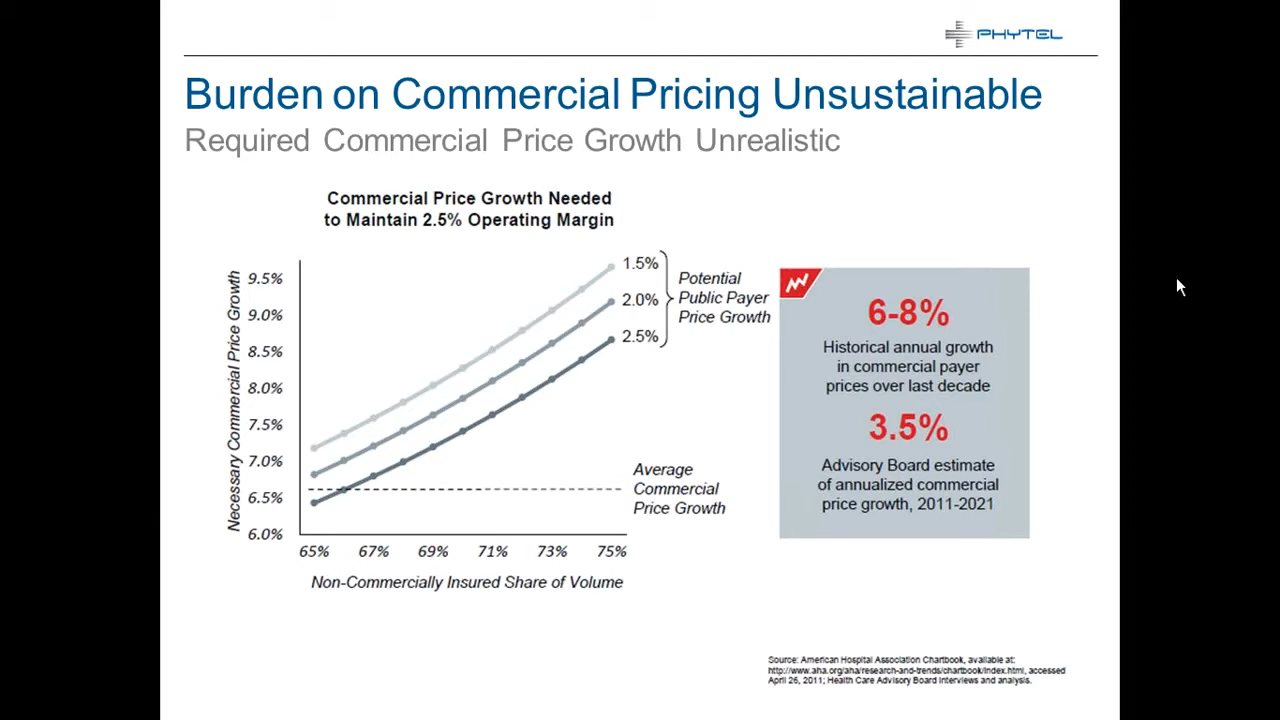 PHYTEL
Burden on Commercial Pricing Unsustainable
Required Commercial Price Growth Unrealistic
Commercial Price Growth Needed
to Maintain 2.5% Operating Margin
Necessary Commercial Price Growth
9.5%
9.0%
8.5%
8.0%
7.5%
7.0%
6.5%
6.0%
65% 67% 69% 71% 73% 75%
Non-Commercially Insured Share of Volume
1.5%
2.0%
2.5%
Potential
Public Payer
Price Growth
Average
Commercial
Price Growth
6-8%
Historical annual growth
in commercial payer
prices over last decade
3.5%
Advisory Board estimate
of annualized commercial
price growth, 2011-2021
Source: American Hospital Association Chartbook, available at:
http://www.aha.org/aha/research-and-trends/chartbook/index.html, accessed
April 26, 2011; Health Care Advisory Board interviews and analysis.